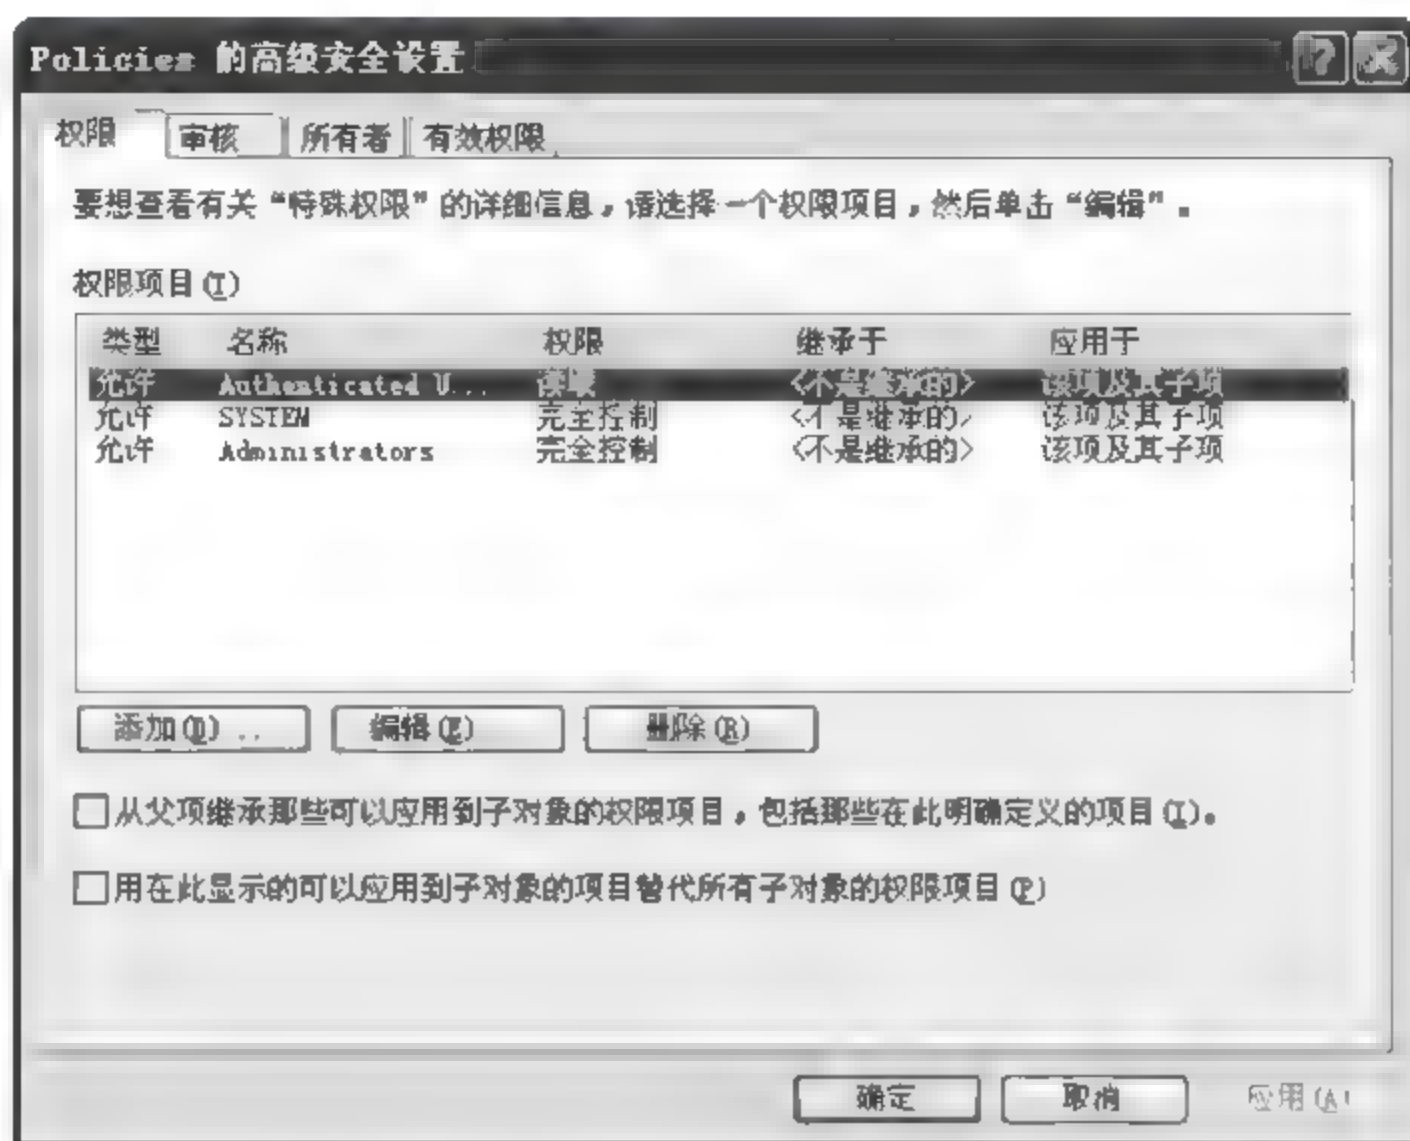 Policies 的高级安全设置
权限 审核 所有者 有效权限
要想查看有关“特殊权限”的详细信息，请选择一个权限项目，然后单击“编辑”。
权限项目(T)
类型 名称 权限 继承于 应用于
允许 Authenticated U... 读取 <不是继承的> 该项及其子项
允许 SYSTEM 完全控制 <不是继承的> 该项及其子项
允许 Administrators 完全控制 <不是继承的> 该项及其子项
添加(D)... 编辑(E) 删除(R)
从父项继承那些可以应用到子对象的权限项目，包括那些在此明确定义的项目(I)。
用在此显示的可以应用到子对象的项目替代所有子对象的权限项目(P)
确定 取消 应用(A)